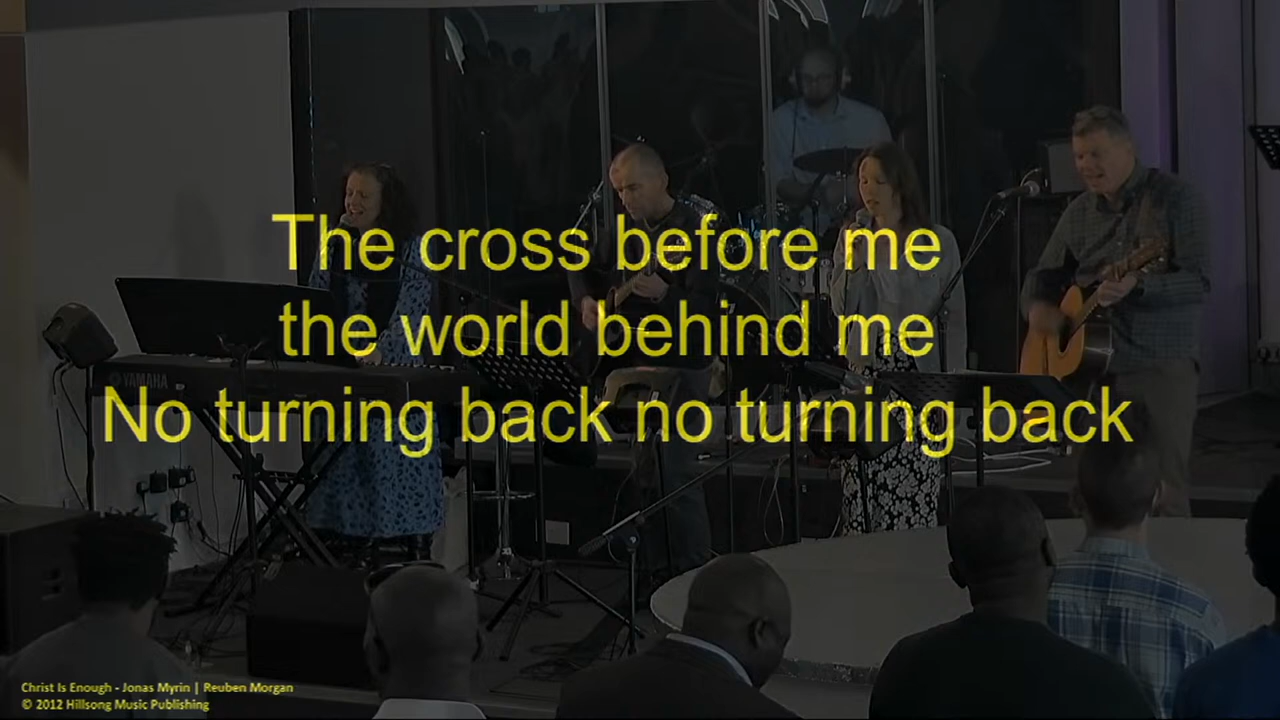 The cross before me
the world behind me
No turning back no turning back
YAMAHA
Christ Is Enough - Jonas Myrin | Reuben Morgan
© 2012 Hillsong Music Publishing